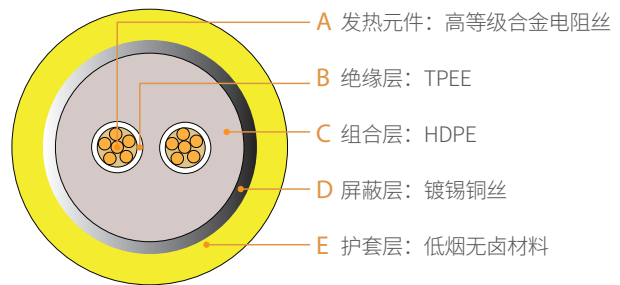 A 发热元件：高等级合金电阻丝
B 绝缘层：TPEE
C 组合层：HDPE
D 屏蔽层：镀锡铜丝
E 护套层：低烟无卤材料